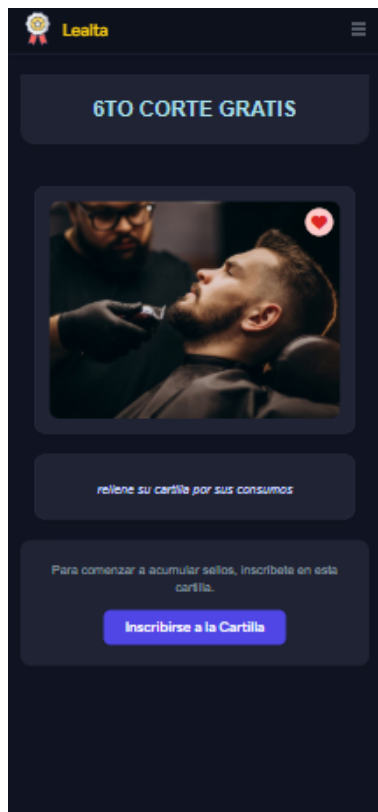 Lealta
6TO CORTE GRATIS
rellene su cartilla por sus consumos
Para comenzar a acumular sellos, inscríbete en esta
cartilla.
Inscribirse a la Cartilla